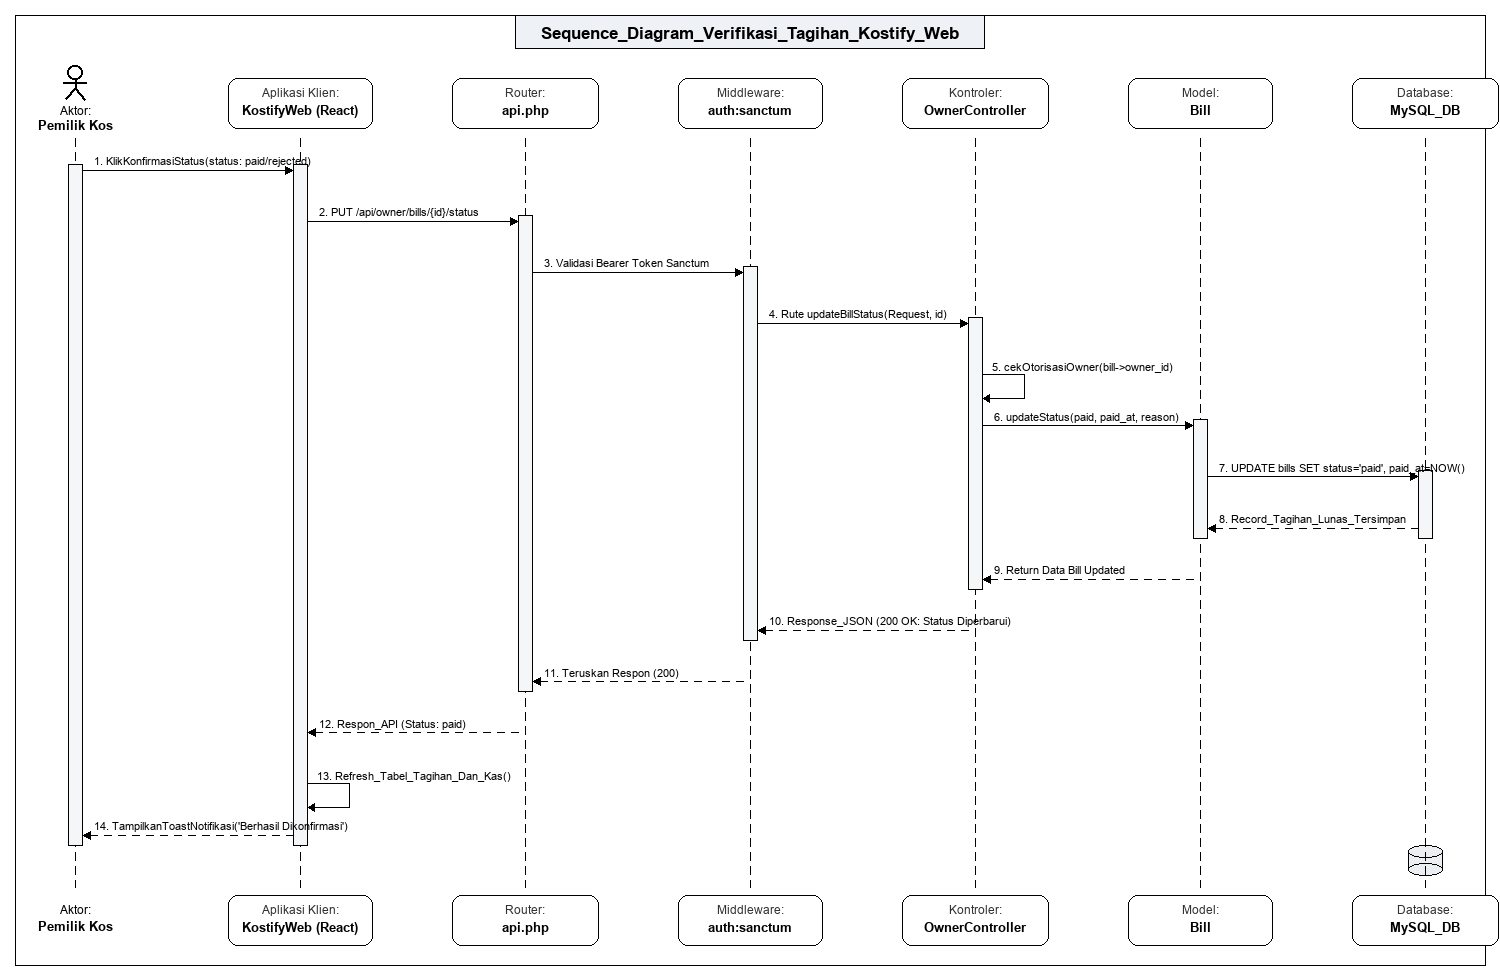 Sequence_Diagram_Verifikasi_Tagihan_Kostify_Web
Aktor:
Pemilik Kos
Aplikasi Klien:
KostifyWeb (React)
Router:
api.php
Middleware:
auth:sanctum
Kontroler:
OwnerController
Model:
Bill
Database:
MySQL_DB
1. KlikKonfirmasiStatus(status: paid/rejected)
2. PUT /api/owner/bills/{id}/status
3. Validasi Bearer Token Sanctum
4. Rute updateBillStatus(Request, id)
5. cekOtorisasiOwner(bill->owner_id)
6. updateStatus(paid, paid_at, reason)
7. UPDATE bills SET status='paid', paid_at=NOW()
8. Record_Tagihan_Lunas_Tersimpan
9. Return Data Bill Updated
10. Response_JSON (200 OK: Status Diperbarui)
11. Teruskan Respon (200)
12. Respon_API (Status: paid)
13. Refresh_Tabel_Tagihan_Dan_Kas()
14. TampilkanToastNotifikasi('Berhasil Dikonfirmasi')
Aktor:
Pemilik Kos
Aplikasi Klien:
KostifyWeb (React)
Router:
api.php
Middleware:
auth:sanctum
Kontroler:
OwnerController
Model:
Bill
Database:
MySQL_DB